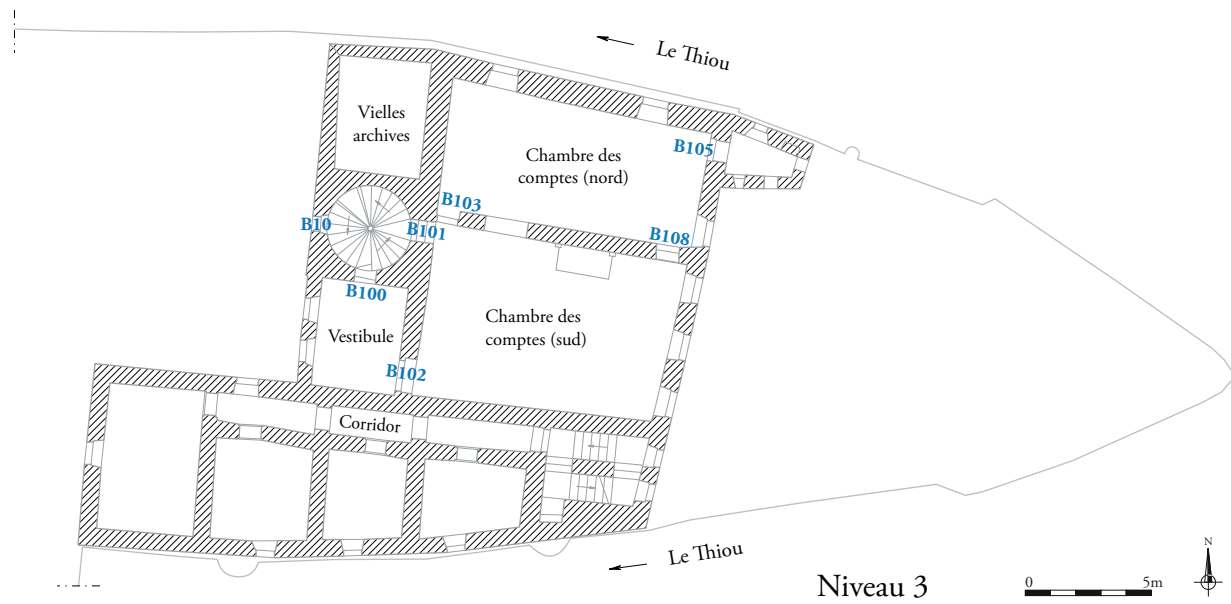 Le Thiou
Vielles
archives
Chambre des
comptes (nord)
B105
B103
B10
B101
B108
B100
Vestibule
Chambre des
comptes (sud)
B102
Corridor
Le Thiou
Niveau 3
0
5m
N